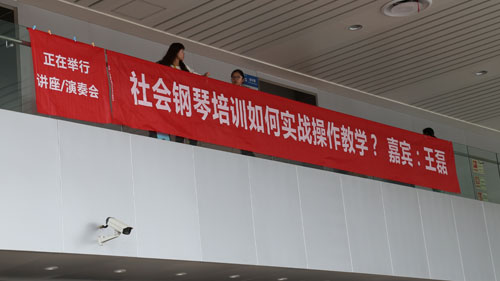 正在举行
讲座/演奏会
社会钢琴培训如何实战操作教学？ 嘉宾：王磊